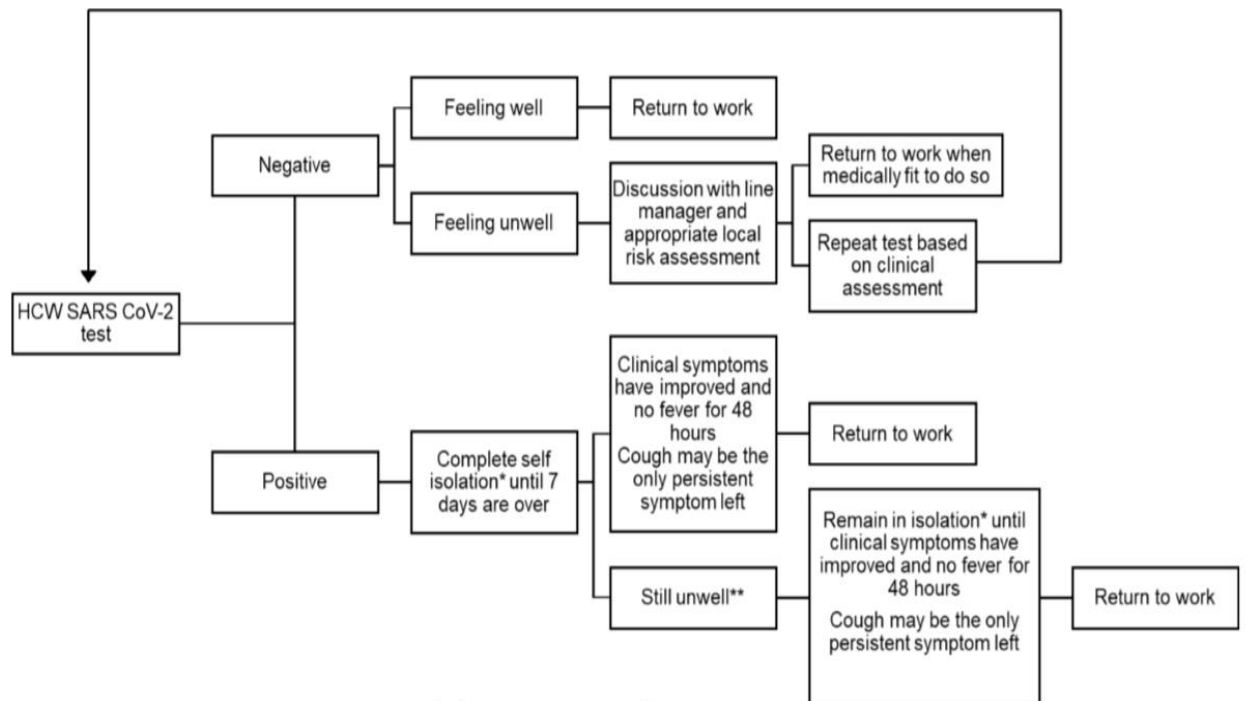 Feeling well
Return to work
Negative
Return to work when
medically fit to do so
Discussion with line
manager and
appropriate local
risk assessment
Feeling unwell
Repeat test based
on clinical
assessment
HCW SARS CoV-2
test
Clinical symptoms
have improved and
no fever for 48
hours
Cough may be the
only persistent
symptom left
Return to work
Positive
Complete self
isolation* until 7
days are over
Remain in isolation* until
clinical symptoms have
improved and no fever for
48 hours
Cough may be the only
persistent symptom left
Still unwell**
Return to work